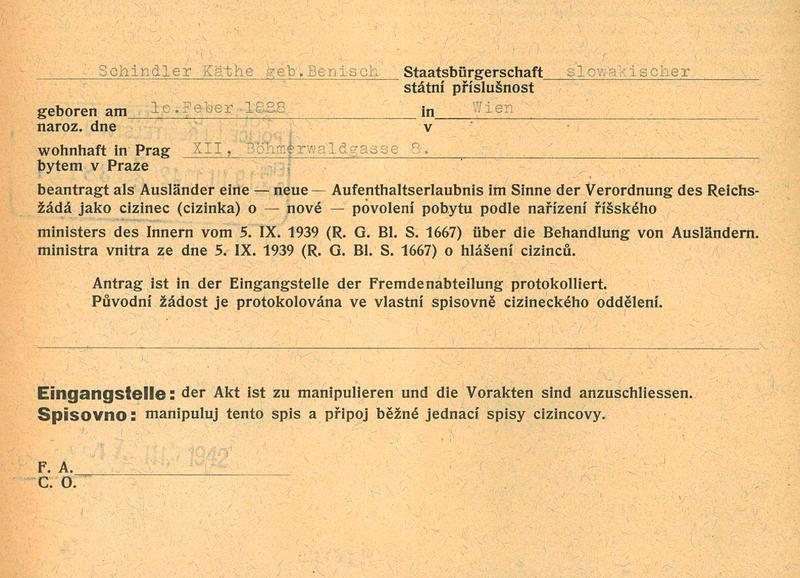 Schindler Käthe geb.Benisch Staatsbürgerschaft slowakischer
státní příslušnost
geboren am 1o.Feber 1888 in Wien
naroz. dne v
wohnhaft in Prag XII, Böhmerwaldgasse 8.
bytem v Praze
beantragt als Ausländer eine — neue — Aufenthaltserlaubnis im Sinne der Verordnung des Reichs-
žádá jako cizinec (cizinka) o — nové — povolení pobytu podle nařízení říšského
ministers des Innern vom 5. IX. 1939 (R. G. Bl. S. 1667) über die Behandlung von Ausländern.
ministra vnitra ze dne 5. IX. 1939 (R. G. Bl. S. 1667) o hlášení cizinců.
Antrag ist in der Eingangstelle der Fremdenabteilung protokolliert.
Původní žádost je protokolována ve vlastní spisovně cizineckého oddělení.
Eingangstelle: der Akt ist zu manipulieren und die Vorakten sind anzuschliessen.
Spisovno: manipuluj tento spis a připoj běžné jednací spisy cizincovy.
17. III. 1942
F. A.
C. O.